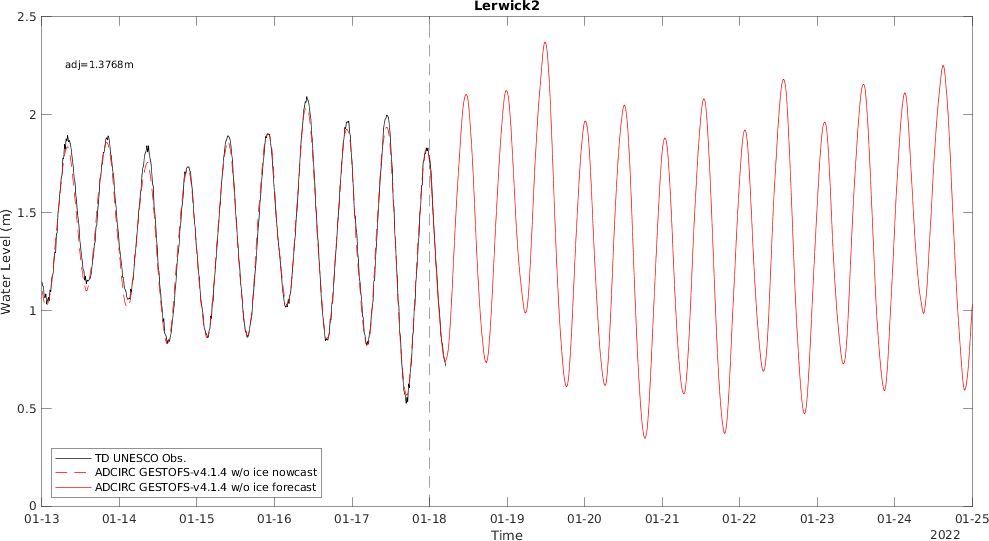 Lerwick2
2.5
adj=1.3768m
2
1.5
Water Level (m)
1
0.5
TD UNESCO Obs.
ADCIRC GESTOFS-v4.1.4 w/o ice nowcast
ADCIRC GESTOFS-v4.1.4 w/o ice forecast
0
01-13 01-14 01-15 01-16 01-17 01-18 01-19 01-20 01-21 01-22 01-23 01-24 01-25
Time
2022